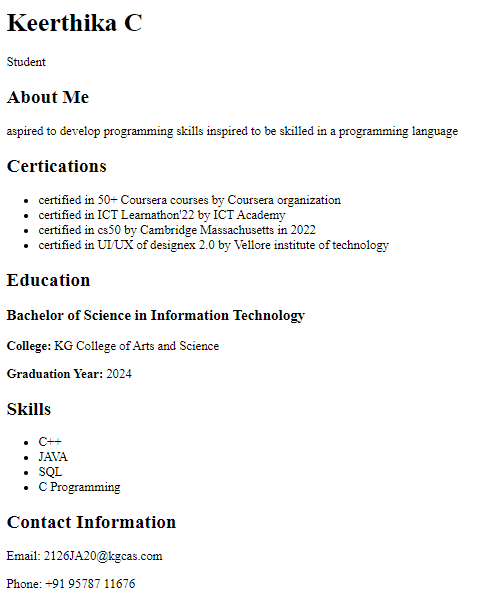 Keerthika C
Student
About Me
aspired to develop programming skills inspired to be skilled in a programming language
Certications
certified in 50+ Coursera courses by Coursera organization
certified in ICT Learnathon'22 by ICT Academy
certified in cs50 by Cambridge Massachusetts in 2022
certified in UI/UX of designex 2.0 by Vellore institute of technology
Education
Bachelor of Science in Information Technology
College: KG College of Arts and Science
Graduation Year: 2024
Skills
C++
JAVA
SQL
C Programming
Contact Information
Email: 2126JA20@kgcas.com
Phone: +91 95787 11676